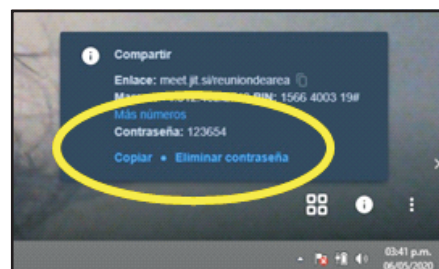 Compartir
Enlace: meet.jit.si/reuniondearea
PIN: 1566 4003 19#
Más números
Contraseña: 123654
Copiar • Eliminar contraseña
03:41 p.m.
06/05/2020